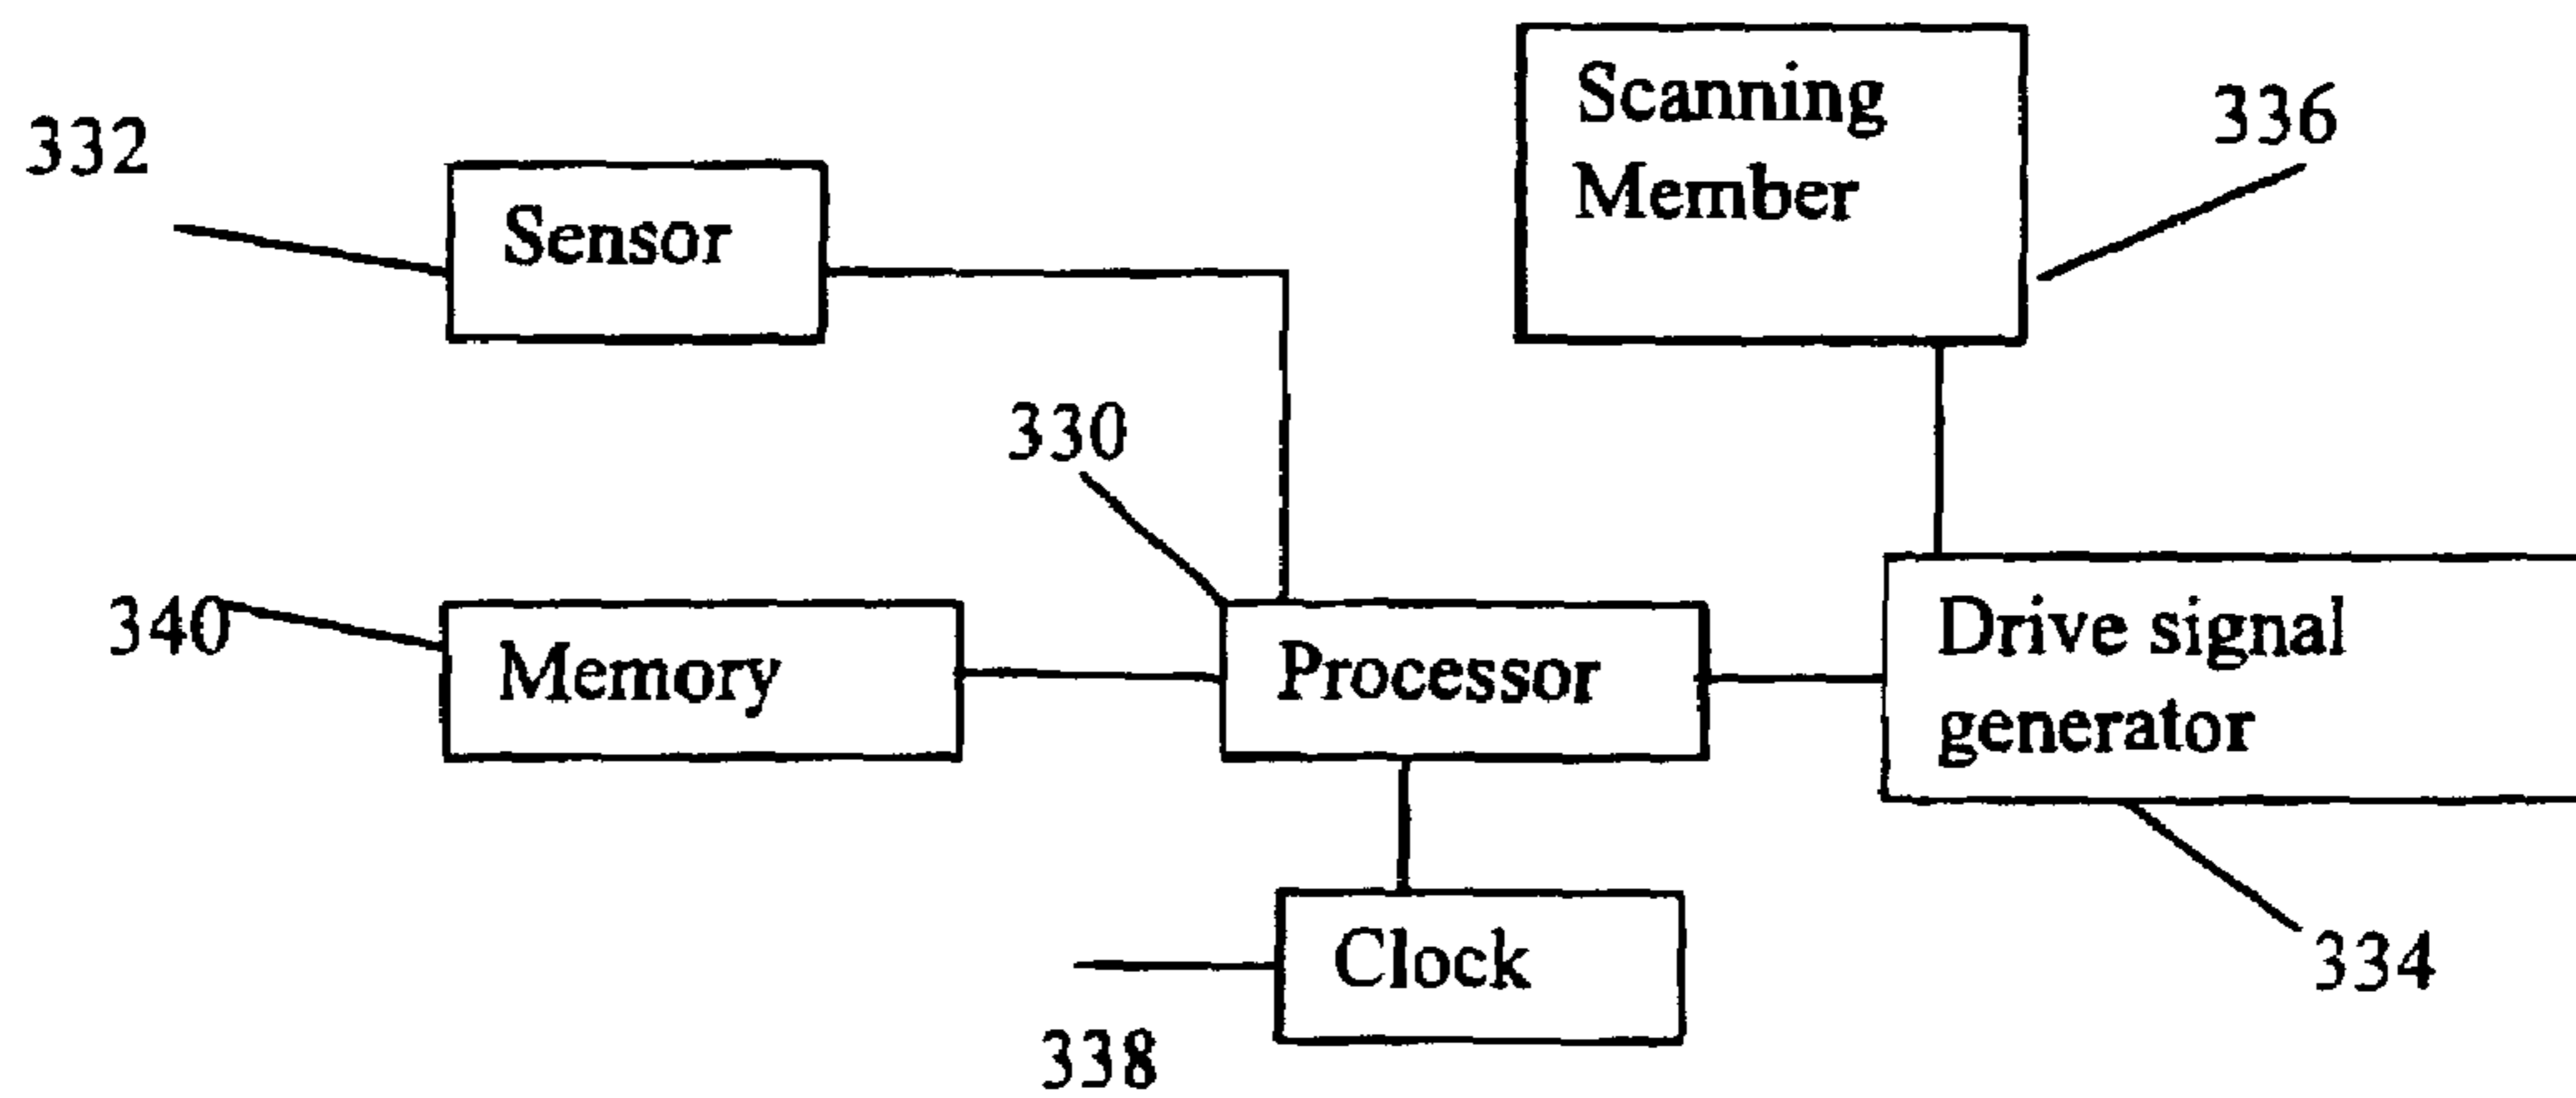 Scanning
Member
336
332
Sensor
330
340
Memory
Processor
Drive signal
generator
Clock
334
338